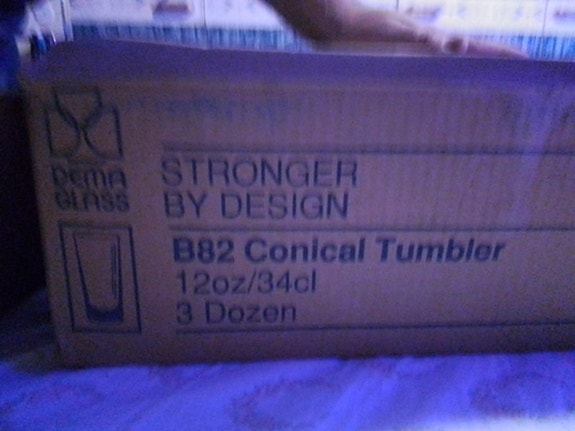 DEMA
GLASS
STRONGER
BY DESIGN
B82 Conical Tumbler
12oz/34cl
3 Dozen